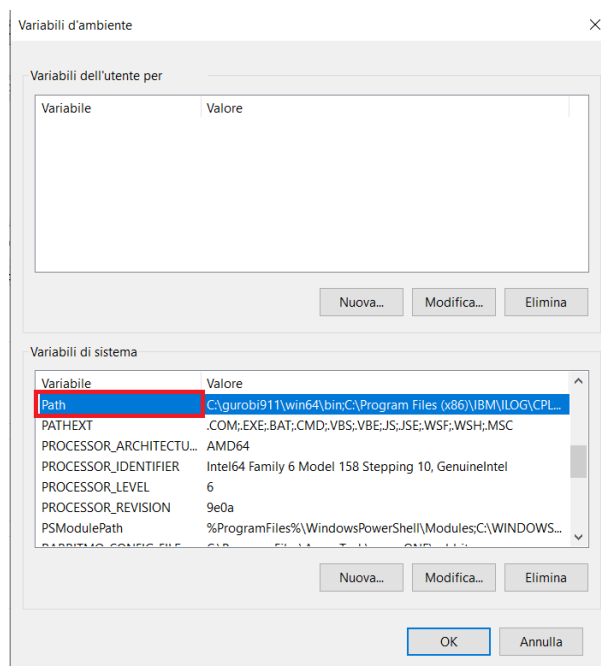 Variabili d'ambiente
Variabili dell'utente per
Variabile Valore
Nuova... Modifica... Elimina
Variabili di sistema
Variabile Valore
Path C:\gurobi911\win64\bin;C:\Program Files (x86)\IBM\ILOG\CPL...
PATHEXT .COM;.EXE;.BAT;.CMD;.VBS;.VBE;.JS;.JSE;.WSF;.WSH;.MSC
PROCESSOR_ARCHITECTU... AMD64
PROCESSOR_IDENTIFIER Intel64 Family 6 Model 158 Stepping 10, GenuineIntel
PROCESSOR_LEVEL 6
PROCESSOR_REVISION 9e0a
PSModulePath %ProgramFiles%\WindowsPowerShell\Modules;C:\WINDOWS...
Nuova... Modifica... Elimina
OK Annulla